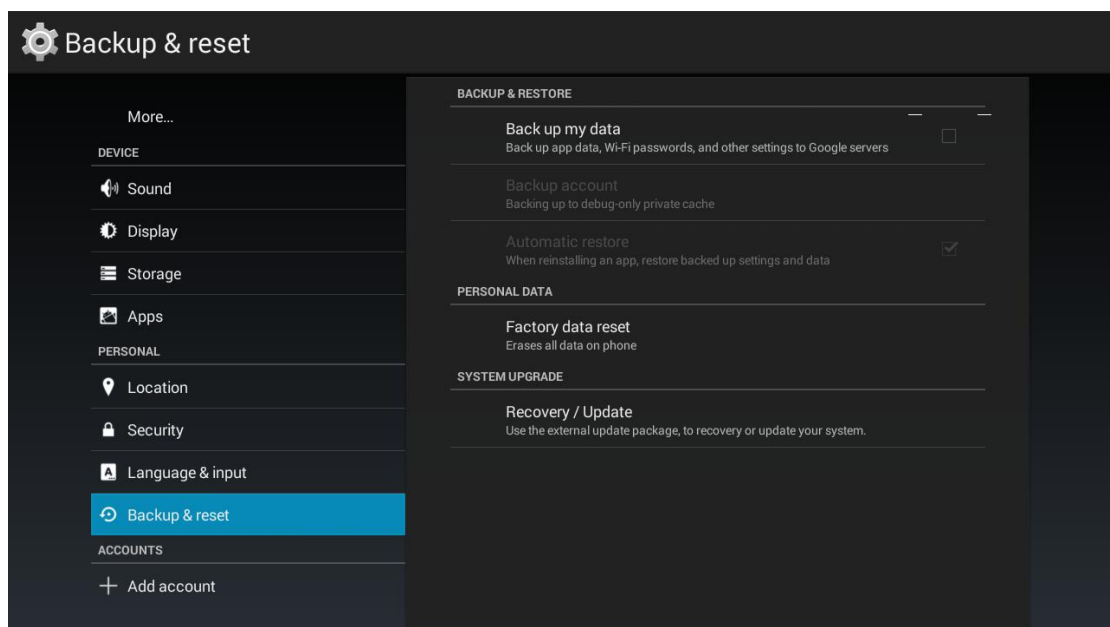 Backup & reset
More...
DEVICE
Sound
Display
Storage
Apps
PERSONAL
Location
Security
Language & input
Backup & reset
ACCOUNTS
Add account
BACKUP & RESTORE
Back up my data
Back up app data, Wi-Fi passwords, and other settings to Google servers
Backup account
Backing up to debug-only private cache
Automatic restore
When reinstalling an app, restore backed up settings and data
PERSONAL DATA
Factory data reset
Erases all data on phone
SYSTEM UPGRADE
Recovery / Update
Use the external update package, to recovery or update your system.